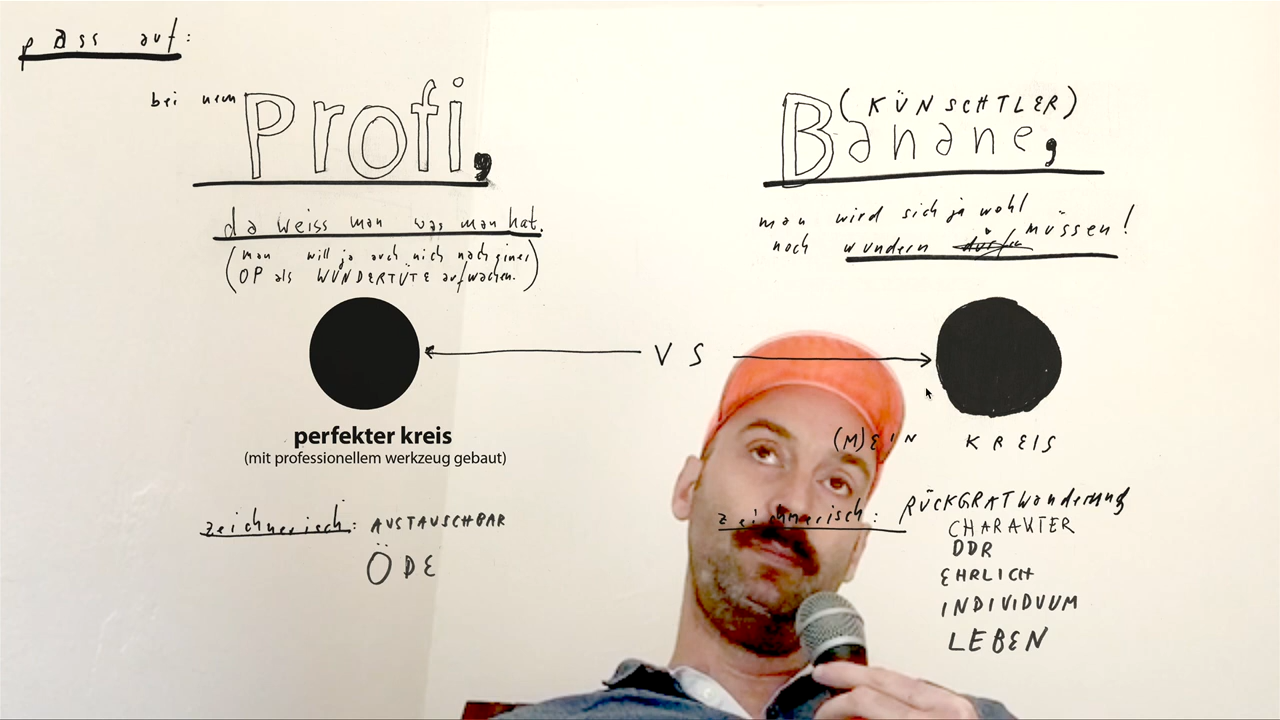 pass auf:
bei nem Profi,
da weiss man was man hat.
(man will ja auch nich nach einer
OP als WUNDERTÜTE aufwachen.)
perfekter kreis
(mit professionellem werkzeug gebaut)
zeichnerisch: AUSTAUSCHBAR
ÖDE
VS
(KÜNSCHTLER)
Banane,
man wird sich ja wohl
noch wundern müssen!
(M)EIN KREIS
zeichnerisch: RÜCKGRATWanderung
CHARAKTER
DDR
EHRLICH
INDIVIDUUM
LEBEN